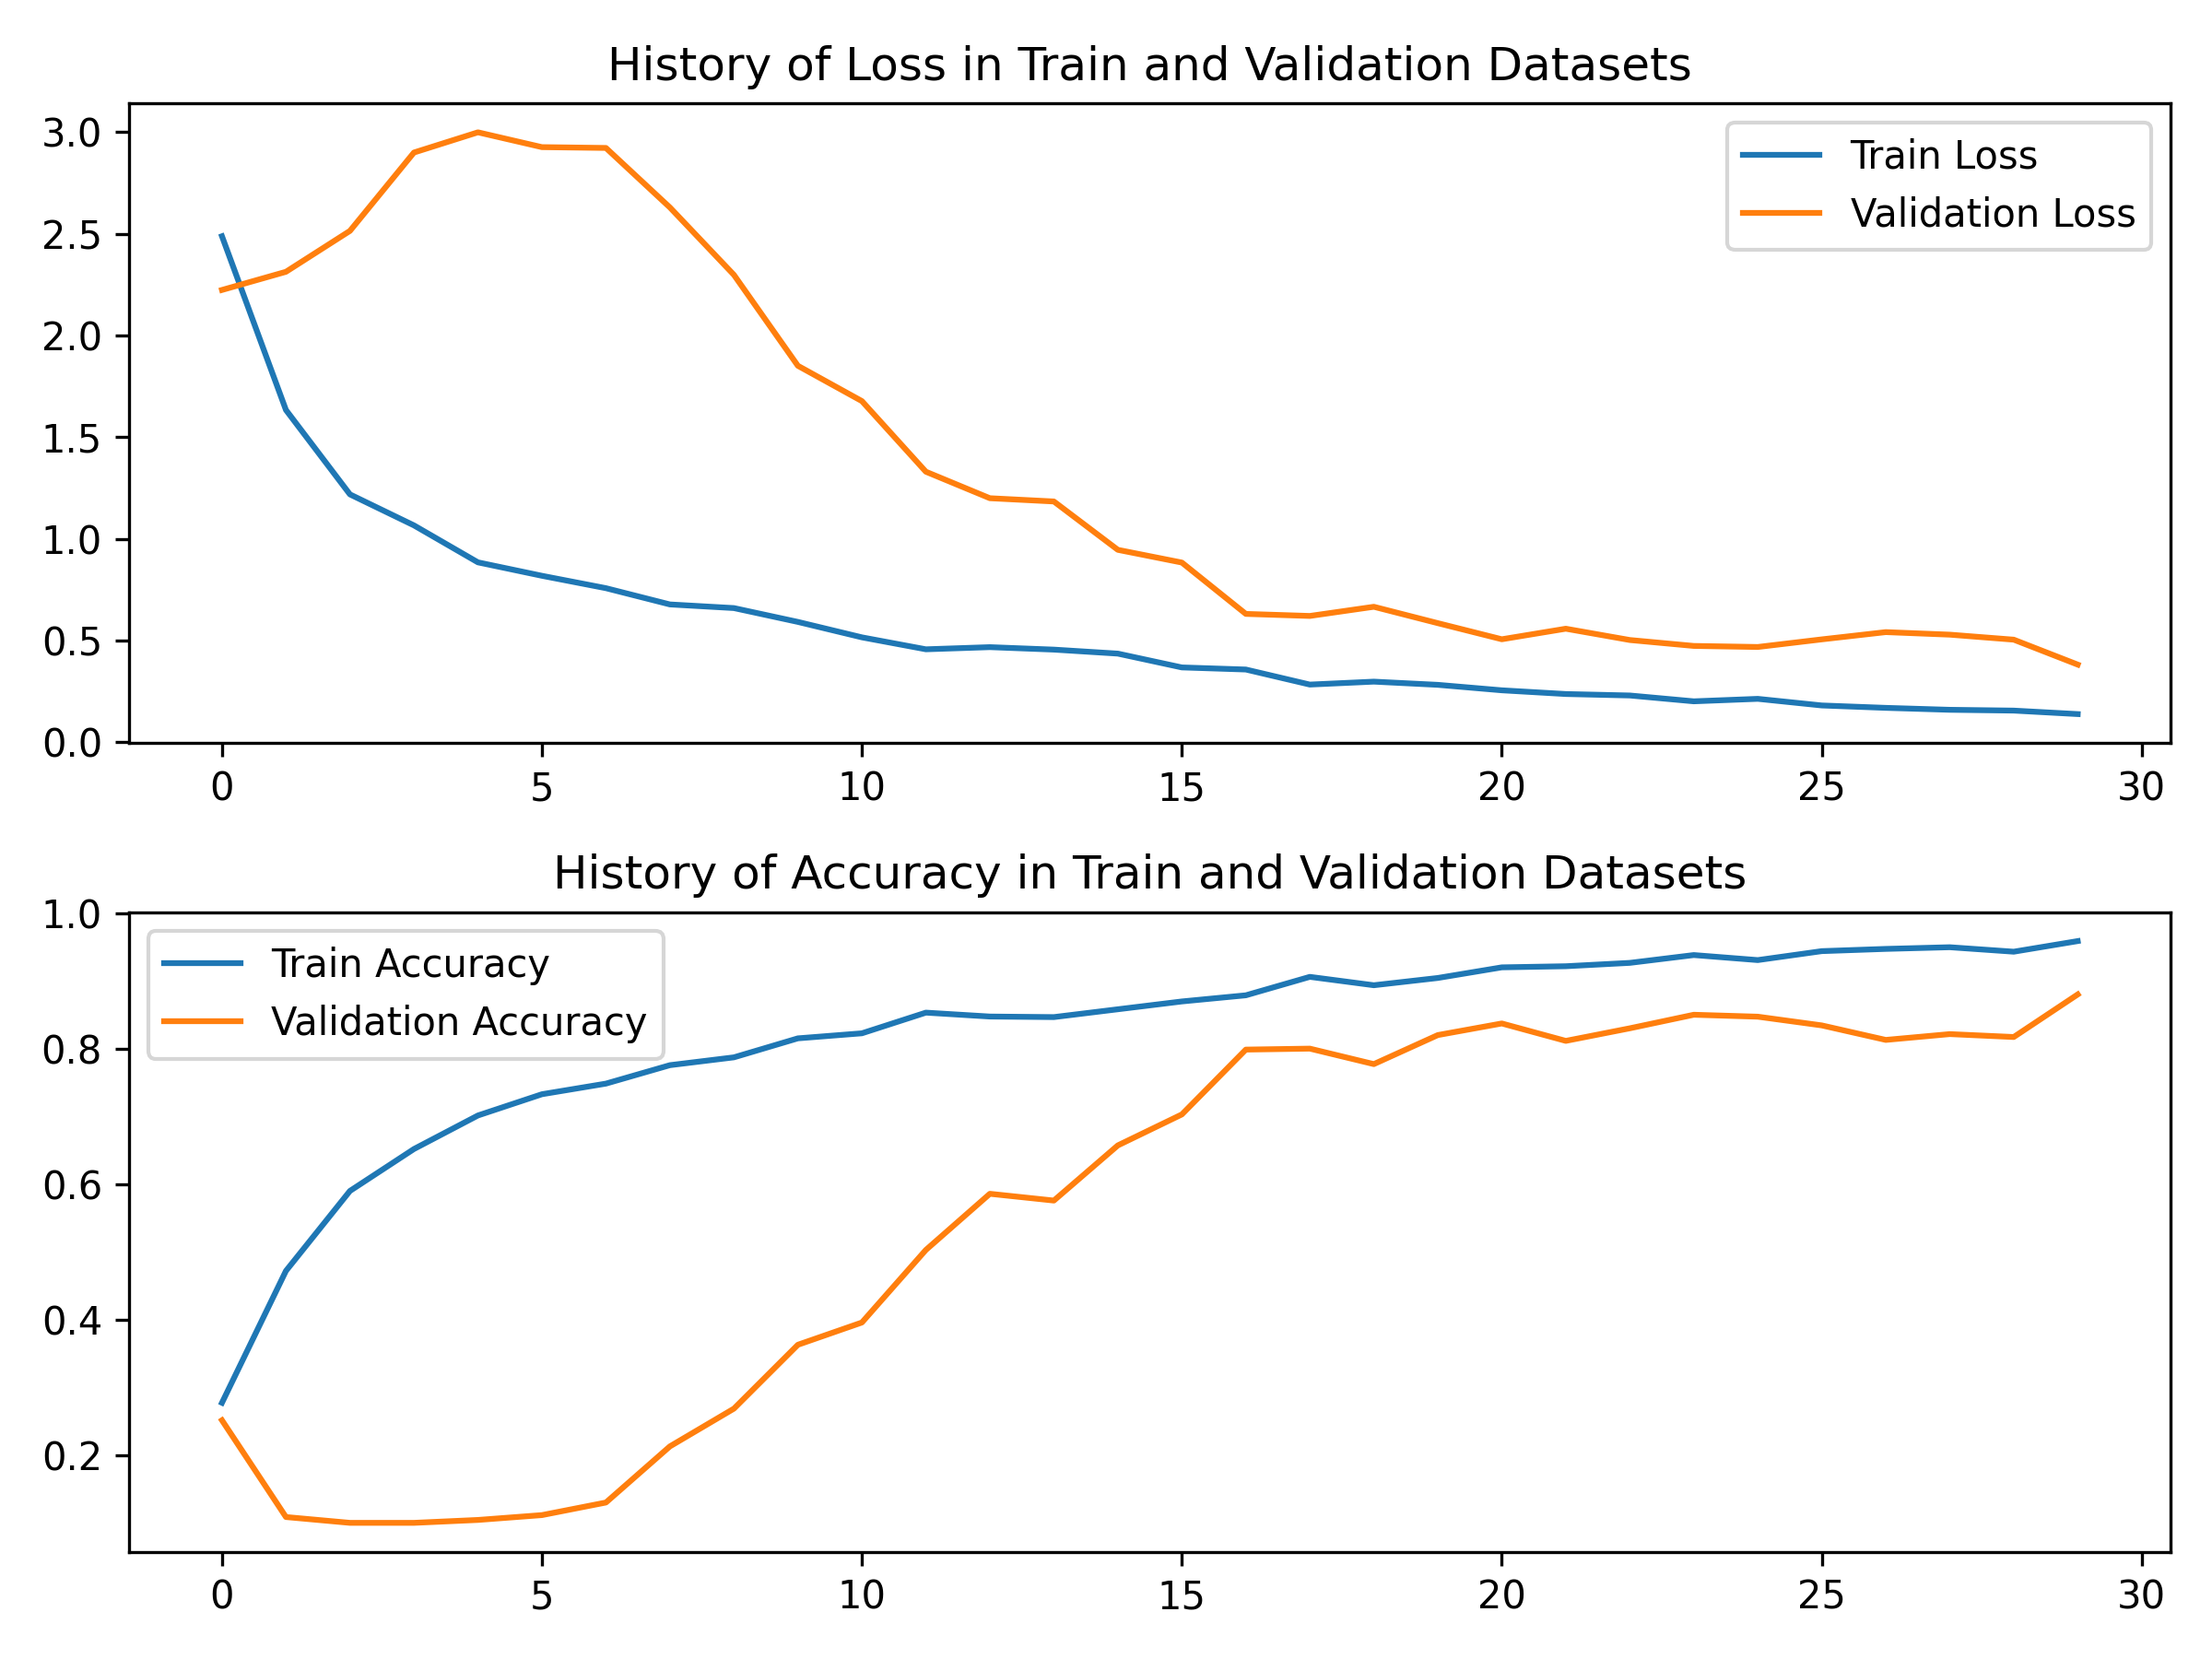 History of Loss in Train and Validation Datasets
3.0
2.5
2.0
1.5
1.0
0.5
0.0
Train Loss
Validation Loss
0 5 10 15 20 25 30
History of Accuracy in Train and Validation Datasets
1.0
0.8
0.6
0.4
0.2
Train Accuracy
Validation Accuracy
0 5 10 15 20 25 30